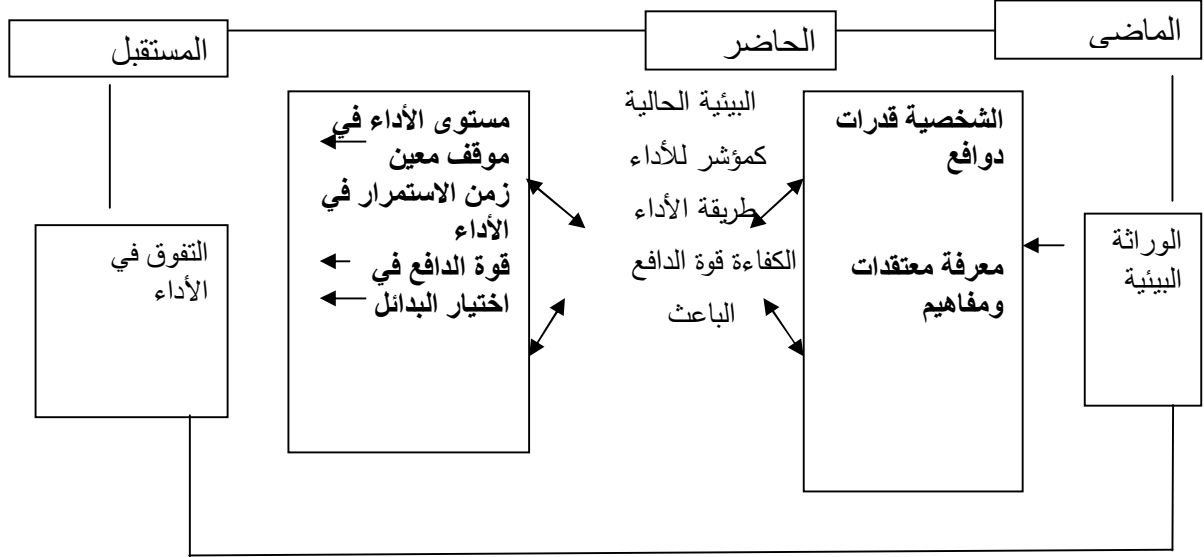 الماضى
الحاضر
المستقبل
الوراثة
البيئية
الشخصية قدرات
دوافع
معرفة معتقدات
ومفاهيم
البيئية الحالية
كمؤشر للأداء
طريقة الأداء
الكفاءة قوة الدافع
الباعث
مستوى الأداء في
موقف معين
زمن الاستمرار في
الأداء
قوة الدافع في
اختيار البدائل
التفوق في
الأداء